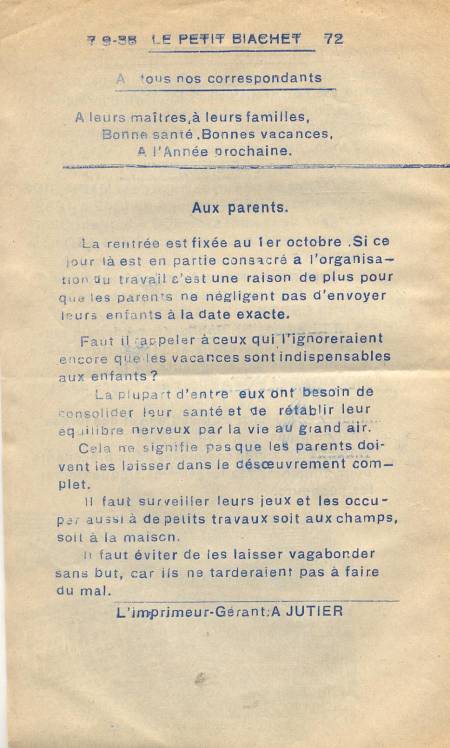 7 9-38 LE PETIT BIACHET 72
A tous nos correspondants
A leurs maîtres,à leurs familles,
Bonne santé.Bonnes vacances,
A l'Année prochaine.
Aux parents.
La rentrée est fixée au 1er octobre .Si ce
jour là est en partie consacré a l'organisa-
tion du travail c'est une raison de plus pour
que les parents ne négligent pas d'envoyer
leurs enfants à la date exacte.
Faut il rappeler à ceux qui l'ignoreraient
encore que les vacances sont indispensables
aux enfants?
La plupart d'entre eux ont besoin de
consolider leur santé et de rétablir leur
equilibre nerveux par la vie au grand air.
Cela ne signifie pas que les parents doi-
vent les laisser dans le désœuvrement com-
plet.
Il faut surveiller leurs jeux et les occu-
per aussi à de petits travaux soit aux champs,
soit à la maison.
Il faut éviter de les laisser vagabonder
sans but, car ils ne tarderaient pas à faire
du mal.
L'imprimeur-Gérant:A JUTIER